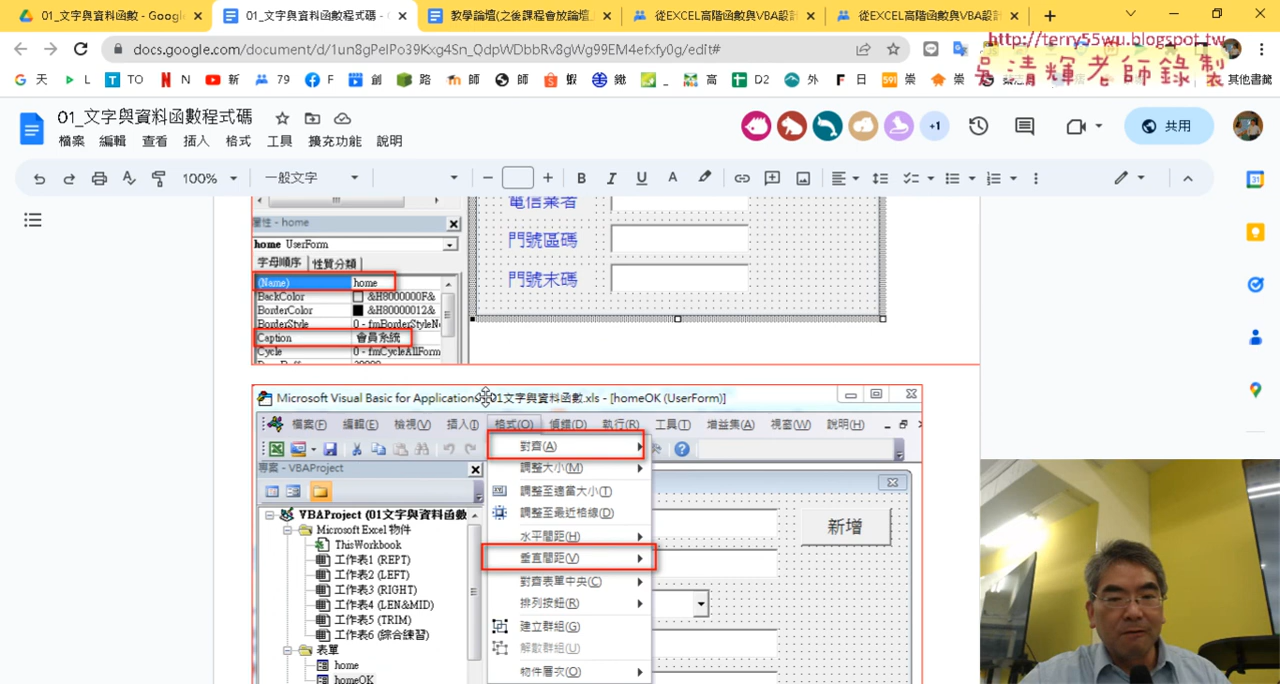 01_文字與資料函數 - Googl
01_文字與資料函數程式碼 -
教學論壇(之後課程會放論壇_
從EXCEL高階函數與VBA設計
從EXCEL高階函數與VBA設計
docs.google.com/document/d/1un8gPelPo39Kxg4Sn_QdpWDbbRv8gWg99EM4efxfy0g/edit#
http://terry55wu.blogspot.tw
吳清輝老師錄製
天 L TO N 新 79 F 創 路 師 師 蝦 高 D2 外 日 崇 崇 其他書籤
01_文字與資料函數程式碼
檔案 編輯 查看 插入 格式 工具 擴充功能 說明
+1
共用
100% 一般文字
B I U A
屬性 - home
home UserForm
字母順序 性質分類
(Name) home
BackColor &H8000000F&
BorderColor &H80000012&
BorderStyle 0 - fmBorderStyleN
Caption 會員系統
Cycle 0 - fmCycleAllForm
電信業者
門號區碼
門號末碼
Microsoft Visual Basic for Applications - 01文字與資料函數.xls - [homeOK (UserForm)]
檔案(F) 編輯(E) 檢視(V) 插入(I) 格式(O) 偵錯(D) 執行(R) 工具(T) 增益集(A) 視窗(W) 說明(H)
專案 - VBAProject
VBAProject (01文字與資料函數
Microsoft Excel 物件
ThisWorkbook
工作表1 (REPT)
工作表2 (LEFT)
工作表3 (RIGHT)
工作表4 (LEN&MID)
工作表5 (TRIM)
工作表6 (綜合練習)
表單
home
homeOK
對齊(A)
調整大小(M)
調整至適當大小(T)
調整至最近格線(D)
水平間距(H)
垂直間距(V)
對齊表單中央(C)
排列按鈕(R)
建立群組(G)
解散群組(U)
物件層次(O)
新增